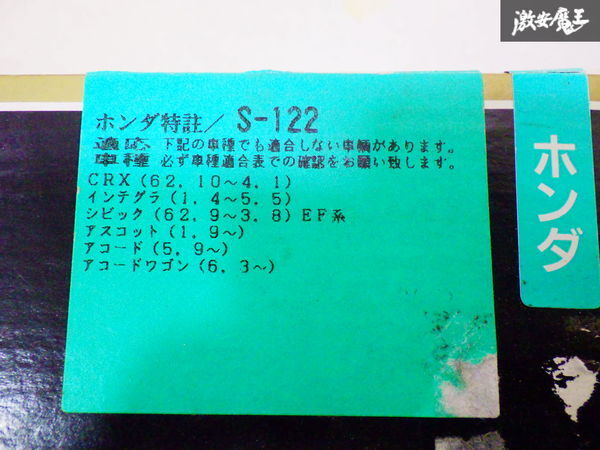 激安魔王
ホンダ特註/ S-122
適応 下記の車種でも適合しない車輌があります。
車種 必ず車種適合表での確認をお願い致します。
CRX(62.10～4.1)
インテグラ(1.4～5.5)
シビック(62.9～3.8)EF系
アスコット(1.9～)
アコード(5.9～)
アコードワゴン(6.3～)
ホンダ